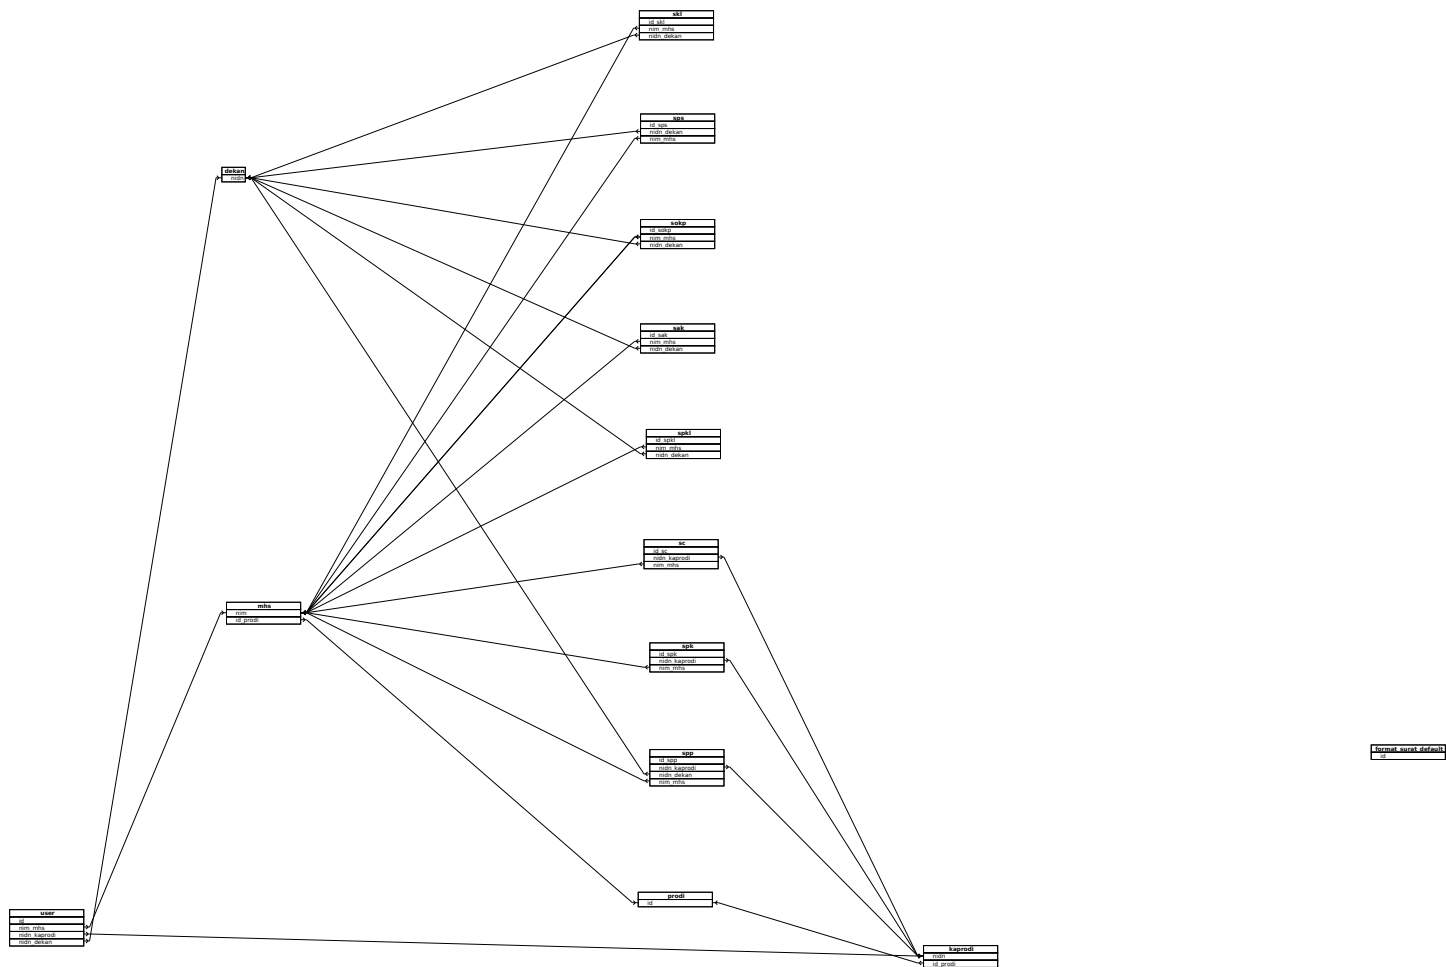 skl
id_skl
nim_mhs
nidn_dekan
sps
id_sps
nidn_dekan
nim_mhs
dekan
nidn
sokp
id_sokp
nim_mhs
nidn_dekan
sak
id_sak
nim_mhs
nidn_dekan
spkl
id_spkl
nim_mhs
nidn_dekan
sc
id_sc
nidn_kaprodi
nim_mhs
mhs
nim
id_prodi
spk
id_spk
nidn_kaprodi
nim_mhs
spp
id_spp
nidn_kaprodi
nidn_dekan
nim_mhs
format_surat_default
id
prodi
id
user
id
nim_mhs
nidn_kaprodi
nidn_dekan
kaprodi
nidn
id_prodi